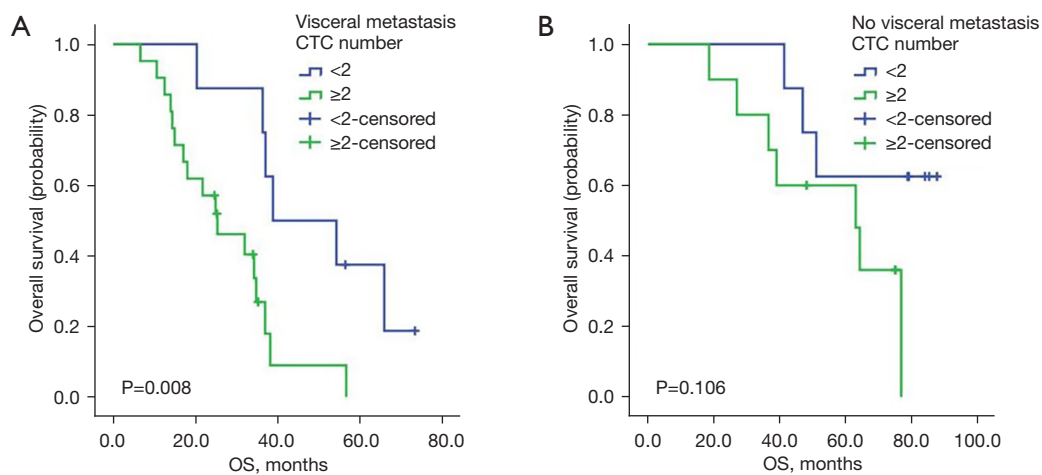 A
Visceral metastasis
CTC number
<2
≥2
<2-censored
≥2-censored
Overall survival (probability)
1.0
0.8
0.6
0.4
0.2
0.0
P=0.008
0.0 20.0 40.0 60.0 80.0
OS, months
B
No visceral metastasis
CTC number
<2
≥2
<2-censored
≥2-censored
Overall survival (probability)
1.0
0.8
0.6
0.4
0.2
0.0
P=0.106
0.0 20.0 40.0 60.0 80.0 100.0
OS, months